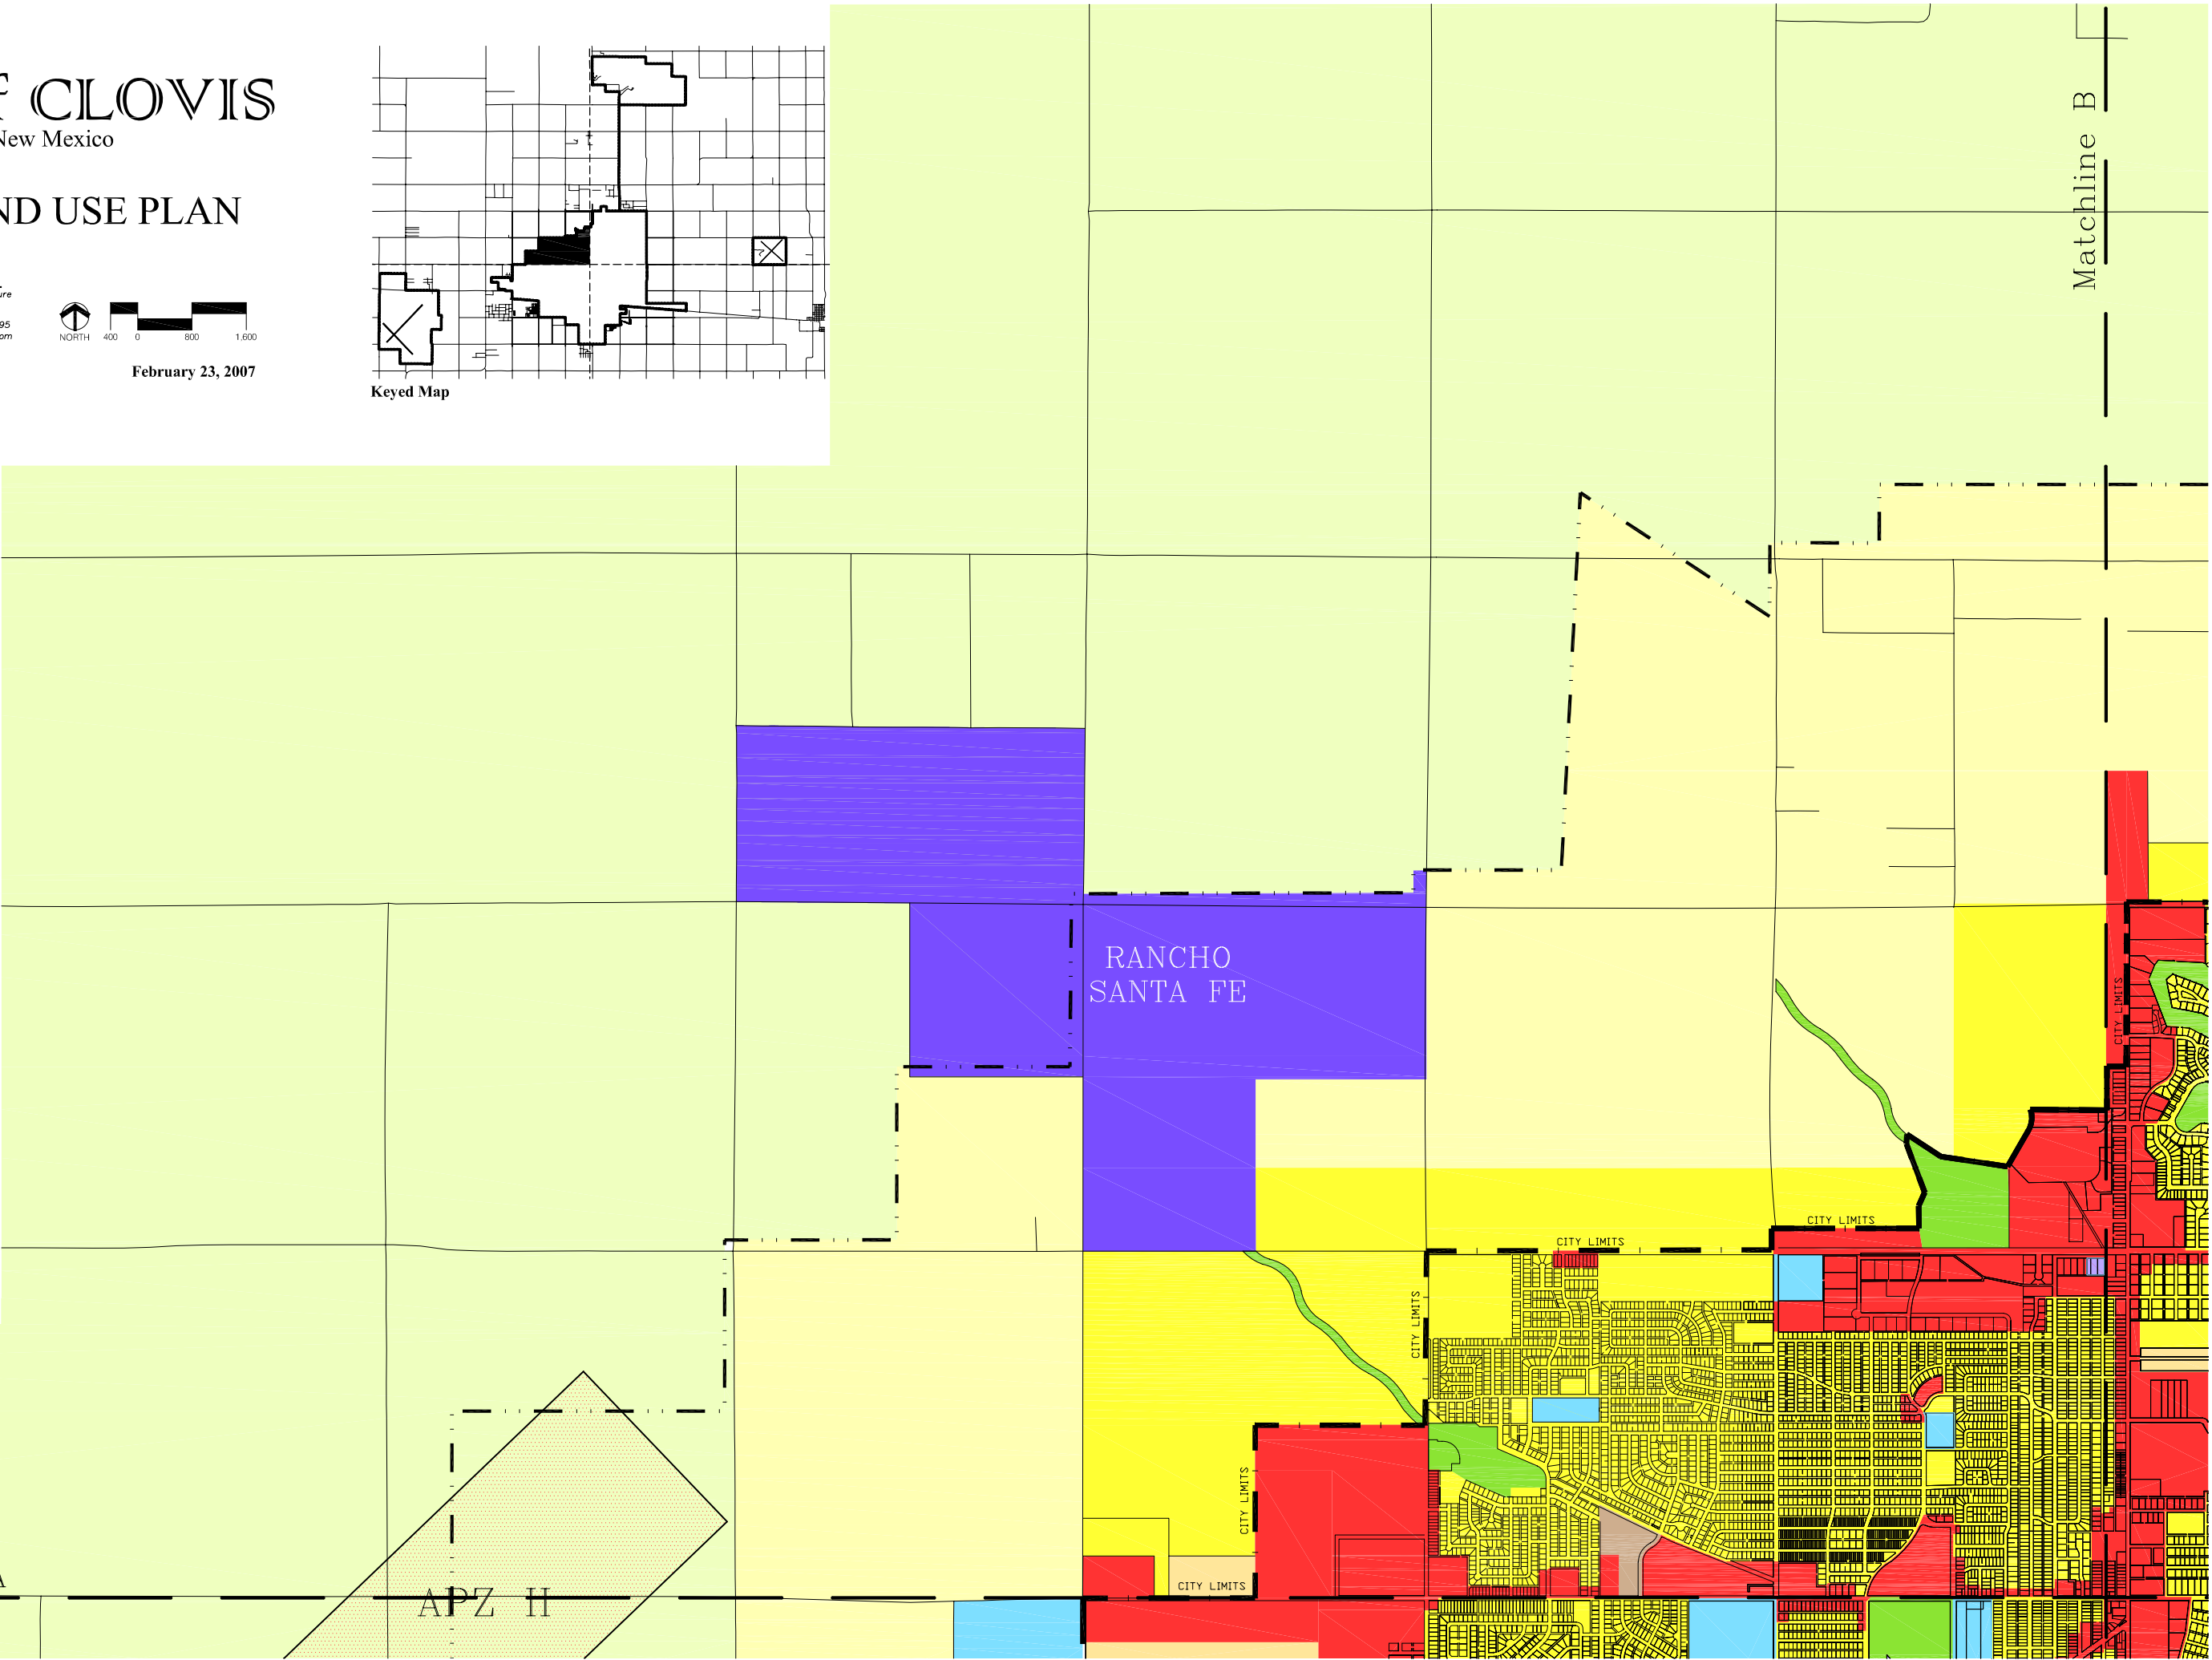 CLOVIS
New Mexico
ND USE PLAN
95
NORTH 400 0 800 1,600
February 23, 2007
Keyed Map
Matchline B
RANCHO
SANTA FE
CITY LIMITS
CITY LIMITS
CITY LIMITS
CITY LIMITS
CITY LIMITS
CITY LIMITS
APZ II